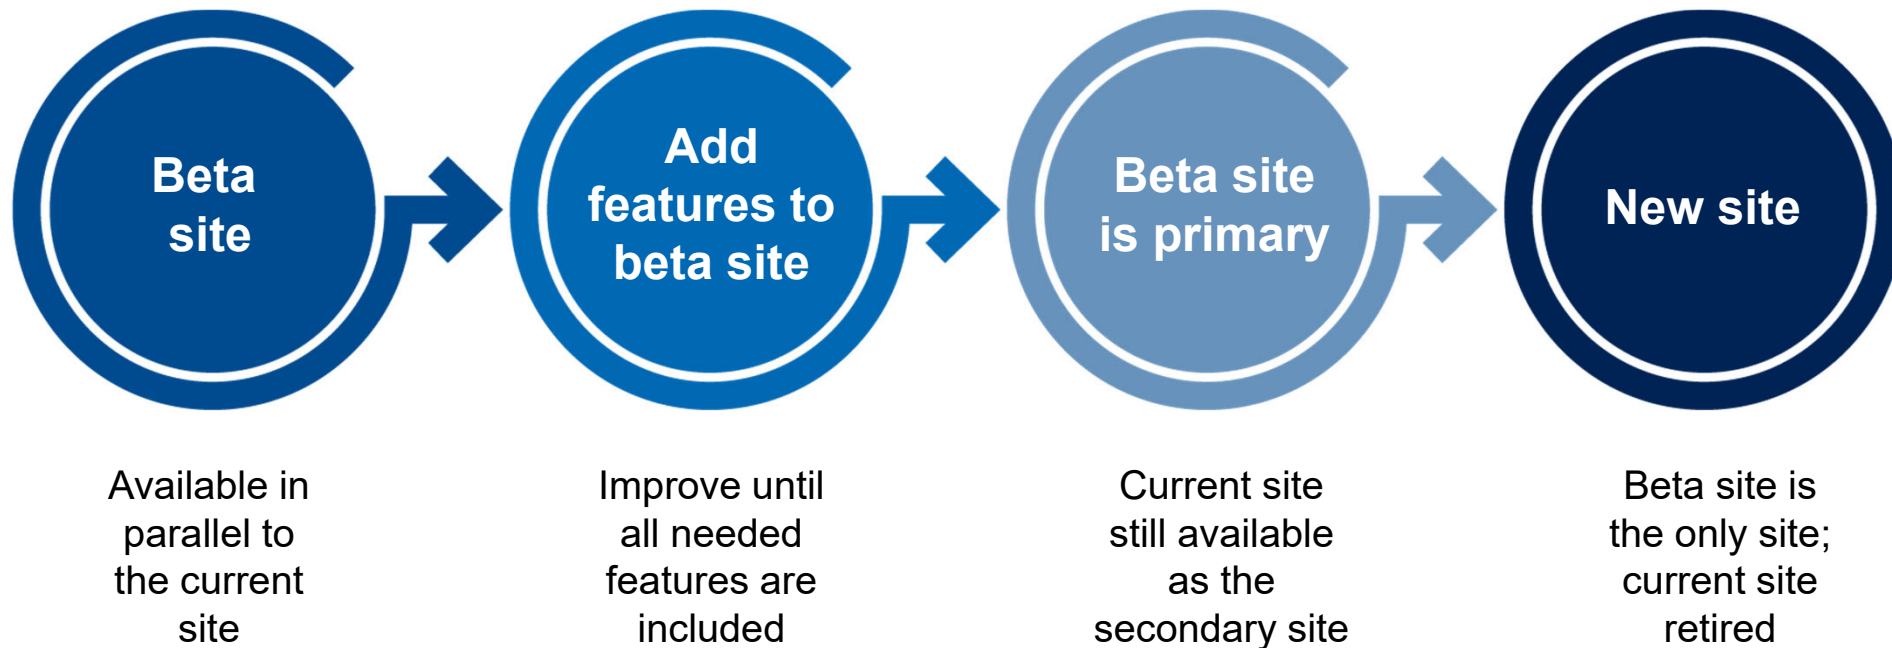 Beta
site
Add
features to
beta site
Beta site
is primary
New site
Available in
parallel to
the current
site
Improve until
all needed
features are
included
Current site
still available
as the
secondary site
Beta site is
the only site;
current site
retired